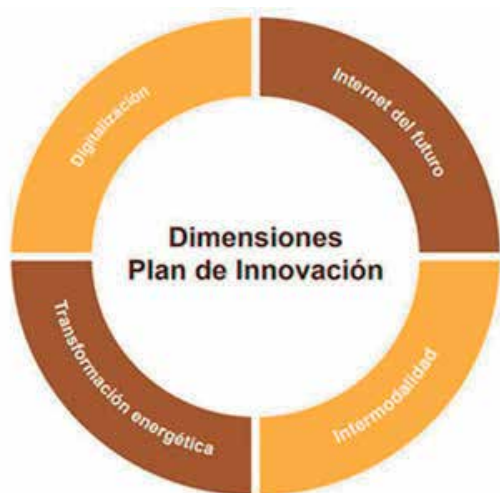 Digitalización
Internet del futuro
Dimensiones
Plan de Innovación
Transformación energética
Intermodalidad